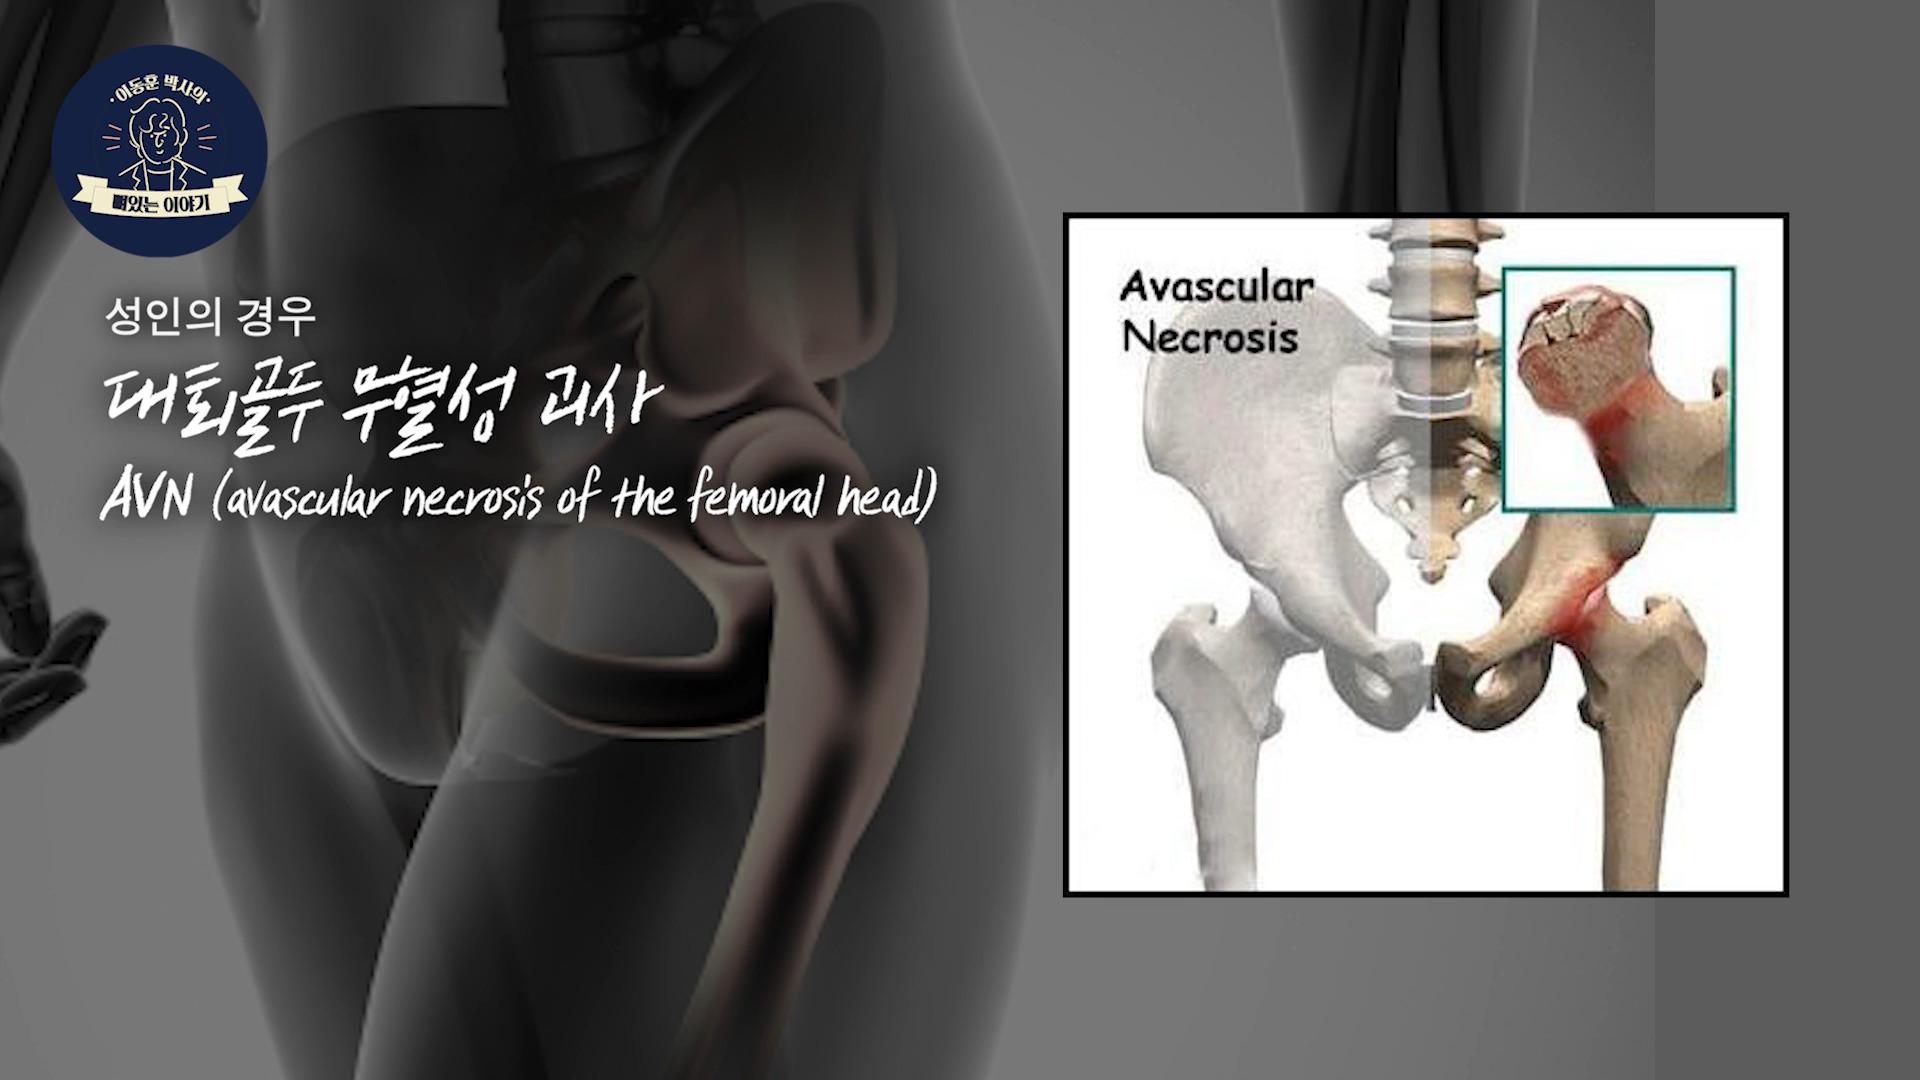 이동훈 박사의
뼈있는 이야기
성인의 경우
대퇴골두 무혈성 괴사
AVN (avascular necrosis of the femoral head)
Avascular
Necrosis